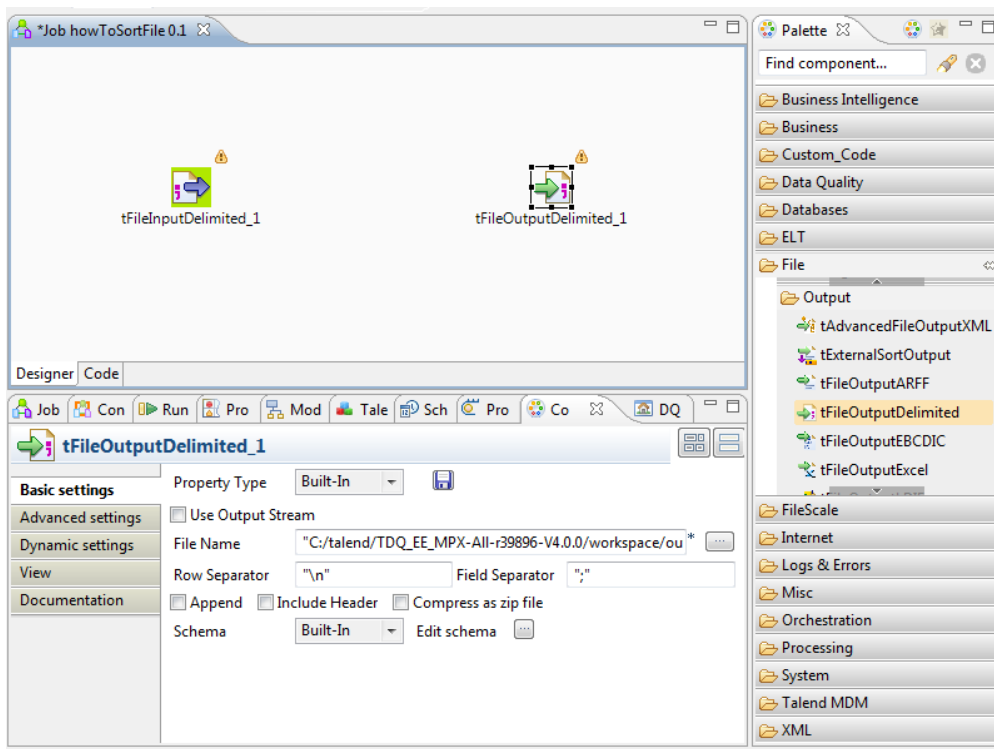 *Job howToSortFile 0.1
tFileInputDelimited_1
tFileOutputDelimited_1
Designer Code
Job Con Run Pro Mod Tale Sch Pro Co DQ
tFileOutputDelimited_1
Basic settings
Advanced settings
Dynamic settings
View
Documentation
Property Type Built-In
Use Output Stream
File Name "C:/talend/TDQ_EE_MPX-All-r39896-V4.0.0/workspace/ou * ...
Row Separator "\n" Field Separator ";"
Append Include Header Compress as zip file
Schema Built-In Edit schema ...
Palette
Find component...
Business Intelligence
Business
Custom_Code
Data Quality
Databases
ELT
File
Output
tAdvancedFileOutputXML
tExternalSortOutput
tFileOutputARFF
tFileOutputDelimited
tFileOutputEBCDIC
tFileOutputExcel
FileScale
Internet
Logs & Errors
Misc
Orchestration
Processing
System
Talend MDM
XML